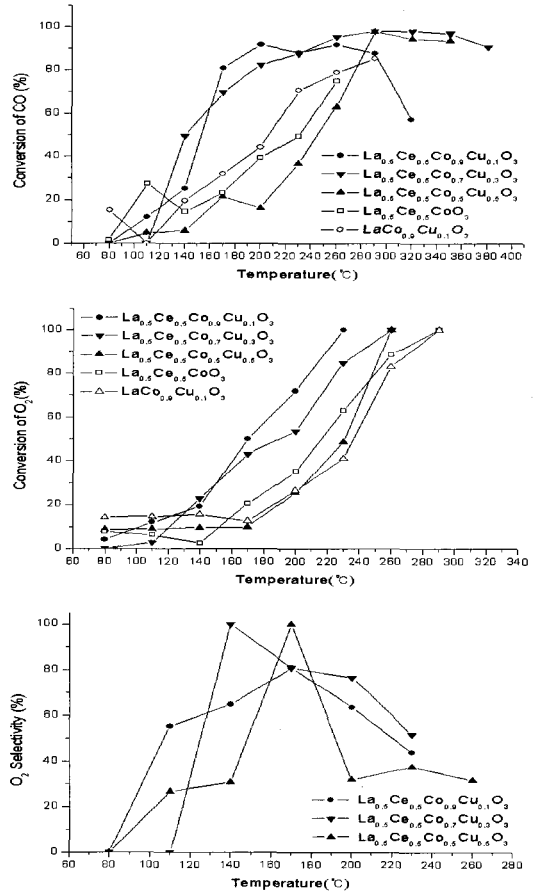 100
80
60
40
20
0
Conversion of CO (%)
60 80 100 120 140 160 180 200 220 240 260 280 300 320 340 360 380 400
Temperature(℃)
La0.5Ce0.5Co0.9Cu0.1O3
La0.5Ce0.5Co0.7Cu0.3O3
La0.5Ce0.5Co0.5Cu0.5O3
La0.5Ce0.5CoO3
LaCo0.9Cu0.1O3
La0.5Ce0.5Co0.9Cu0.1O3
La0.5Ce0.5Co0.7Cu0.3O3
La0.5Ce0.5Co0.5Cu0.5O3
La0.5Ce0.5CoO3
LaCo0.9Cu0.1O3
100
80
60
40
20
0
Conversion of O2(%)
60 80 100 120 140 160 180 200 220 240 260 280 300 320 340
Temperature(℃)
100
80
60
40
20
0
O2 Selectivity (%)
La0.5Ce0.5Co0.9Cu0.1O3
La0.5Ce0.5Co0.7Cu0.3O3
La0.5Ce0.5Co0.5Cu0.5O3
60 80 100 120 140 160 180 200 220 240 260 280
Temperature(℃)